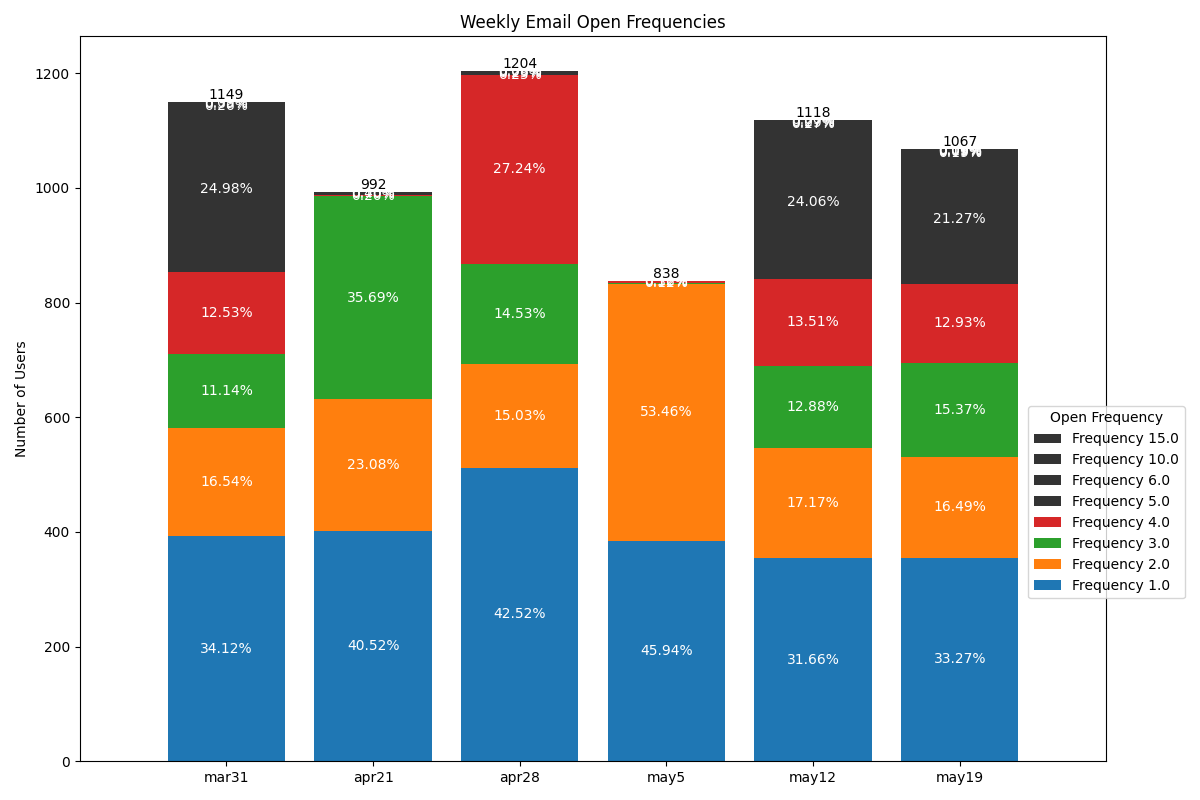 Weekly Email Open Frequencies
Number of Users
1200
1000
800
600
400
200
0
1149
24.98%
12.53%
11.14%
16.54%
34.12%
992
35.69%
23.08%
40.52%
1204
27.24%
14.53%
15.03%
42.52%
838
53.46%
45.94%
1118
24.06%
13.51%
12.88%
17.17%
31.66%
1067
21.27%
12.93%
15.37%
16.49%
33.27%
mar31
apr21
apr28
may5
may12
may19
Open Frequency
Frequency 15.0
Frequency 10.0
Frequency 6.0
Frequency 5.0
Frequency 4.0
Frequency 3.0
Frequency 2.0
Frequency 1.0